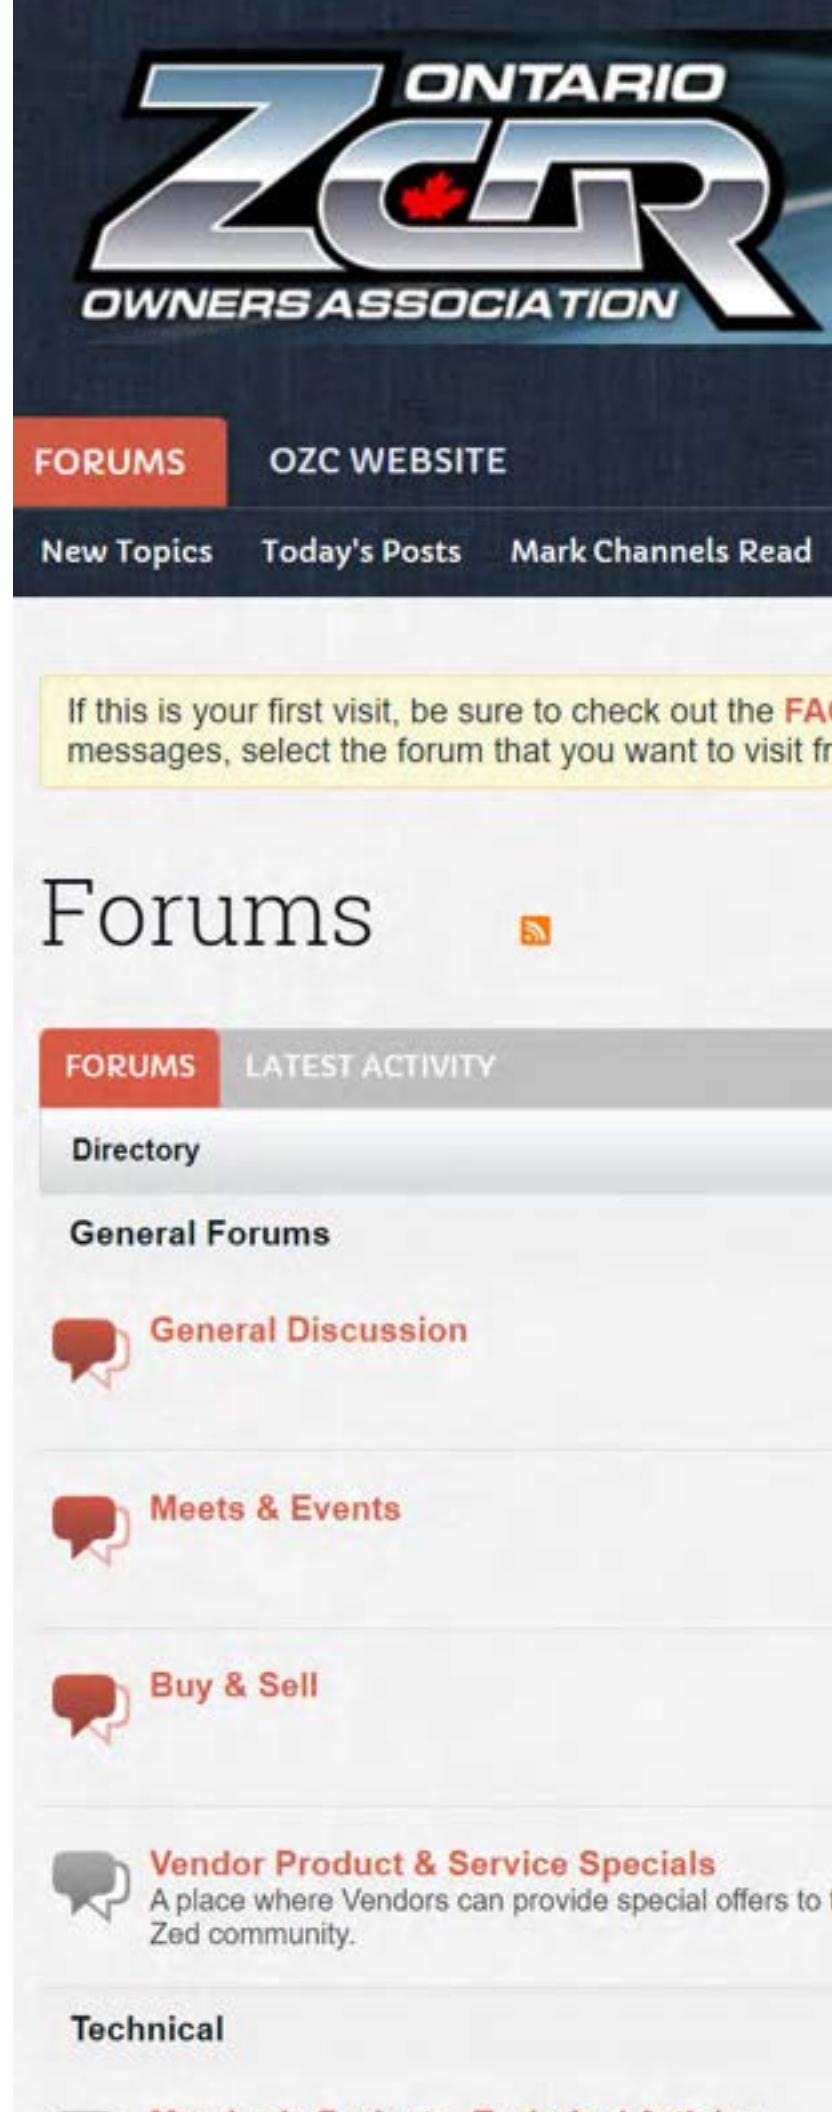 ONTARIO
ZCAR
OWNERS ASSOCIATION
FORUMS OZC WEBSITE
New Topics Today's Posts Mark Channels Read
If this is your first visit, be sure to check out the
messages, select the forum that you want to visit
Forums
FORUMS LATEST ACTIVITY
Directory
General Forums
General Discussion
Meets & Events
Buy & Sell
Vendor Product & Service Specials
A place where Vendors can provide special offers to
Zed community.
Technical